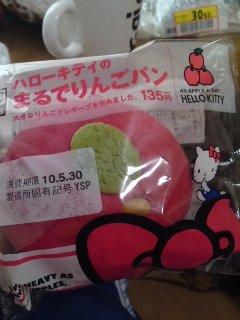 30%
ハローキティの
まるでりんごパン
大きなりんごプレザーブを包みました。135円
AN APPLE A DAY
HELLO KITTY
消費期限 10.5.30
製造所固有記号 YSP
HEAVY AS
APPLES,